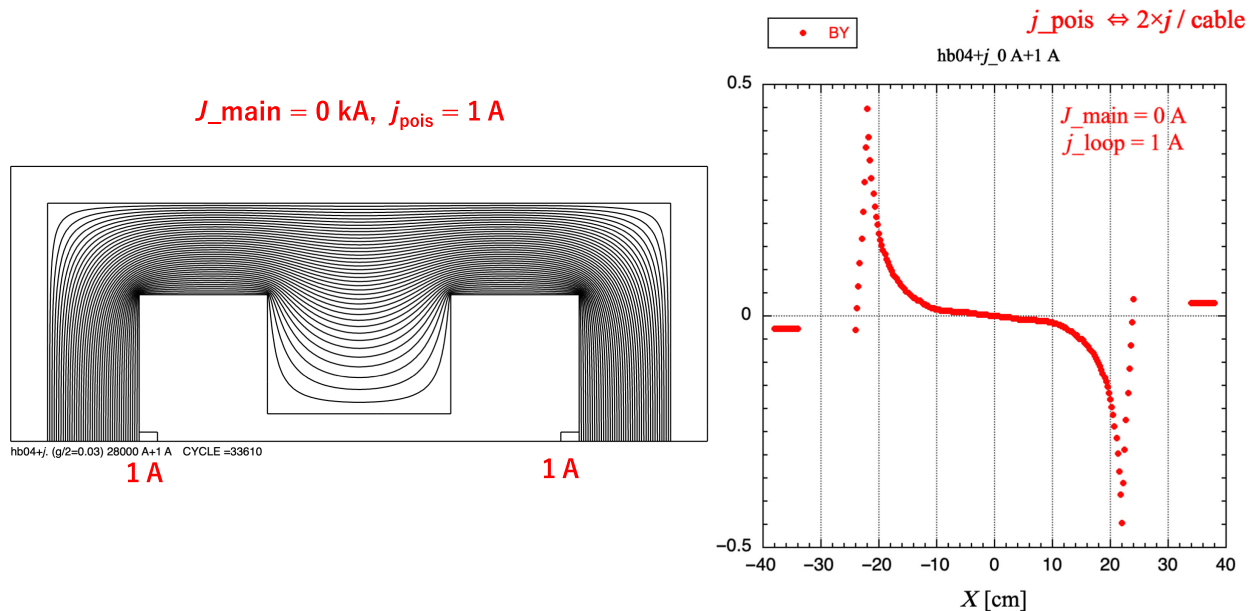 j_pois ⇔ 2×j / cable
BY
hb04+j_0 A+1 A
J_main = 0 kA, j_pois = 1 A
J_main = 0 A
j_loop = 1 A
0.5
0
-0.5
-40 -30 -20 -10 0 10 20 30 40
X [cm]
hb04+j. (g/2=0.03) 28000 A+1 A CYCLE =33610
1 A
1 A